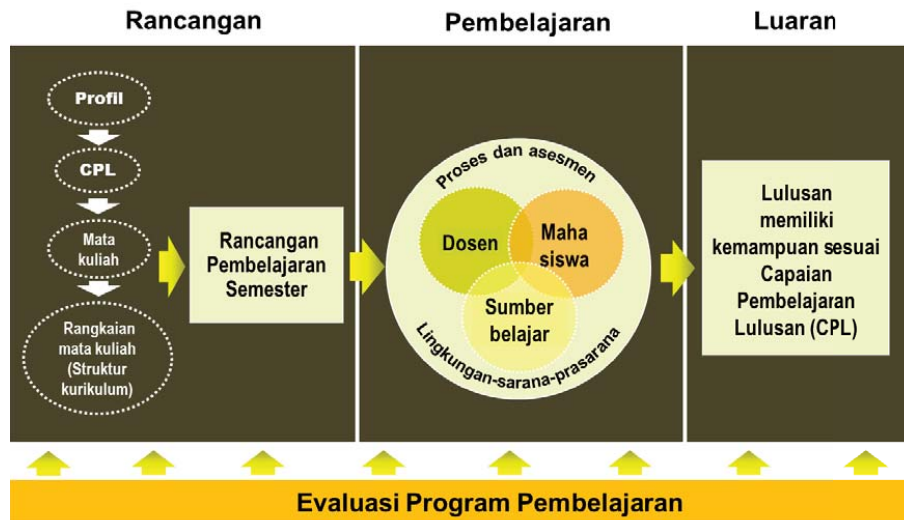 Rancangan
Pembelajaran
Luaran
Profil
CPL
Mata
kuliah
Rangkaian
mata kuliah
(Struktur
kurikulum)
Rancangan
Pembelajaran
Semester
Proses dan asesmen
Dosen
Maha
siswa
Sumber
belajar
Lingkungan-sarana-prasarana
Lulusan
memiliki
kemampuan sesuai
Capaian
Pembelajaran
Lulusan (CPL)
Evaluasi Program Pembelajaran